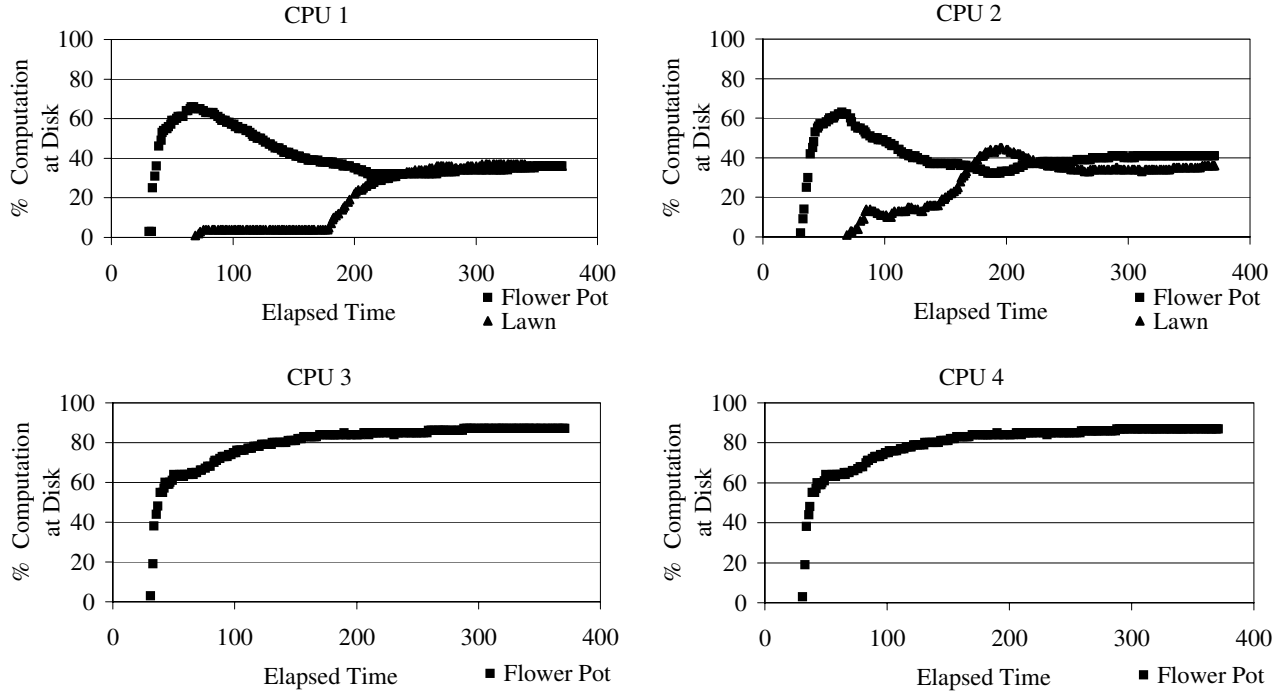 CPU 1
100
80
60
40
20
0
% Computation
at Disk
0 100 200 300 400
Elapsed Time
Flower Pot
Lawn
CPU 2
100
80
60
40
20
0
% Computation
at Disk
0 100 200 300 400
Elapsed Time
Flower Pot
Lawn
CPU 3
100
80
60
40
20
0
% Computation
at Disk
0 100 200 300 400
Elapsed Time
Flower Pot
CPU 4
100
80
60
40
20
0
% Computation
at Disk
0 100 200 300 400
Elapsed Time
Flower Pot